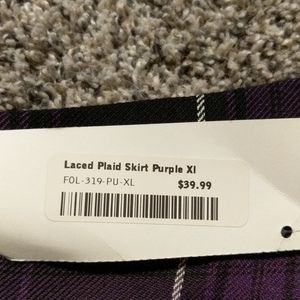 Laced Plaid Skirt Purple Xl
FOL-319-PU-XL $39.99